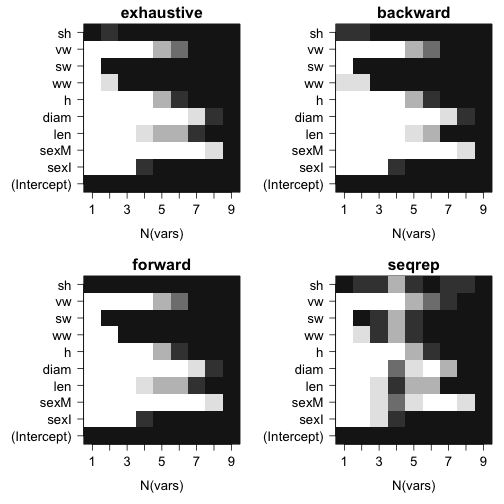 exhaustive
sh
vw
sw
ww
h
diam
len
sexM
sexI
(Intercept)
1 3 5 7 9
N(vars)
backward
sh
vw
sw
ww
h
diam
len
sexM
sexI
(Intercept)
1 3 5 7 9
N(vars)
forward
sh
vw
sw
ww
h
diam
len
sexM
sexI
(Intercept)
1 3 5 7 9
N(vars)
seqrep
sh
vw
sw
ww
h
diam
len
sexM
sexI
(Intercept)
1 3 5 7 9
N(vars)